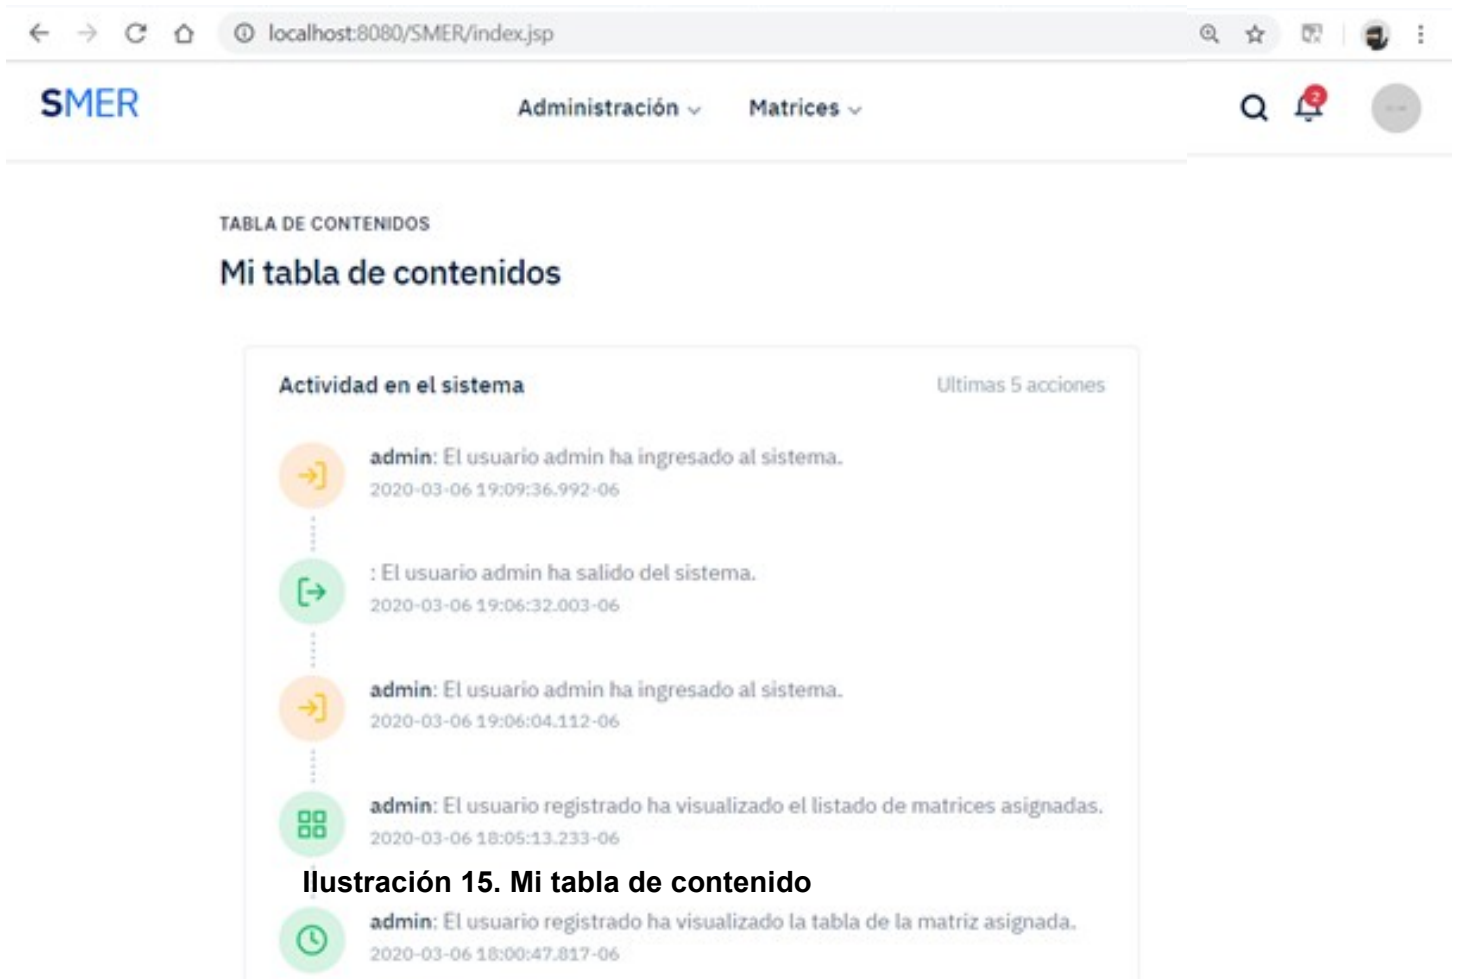 localhost:8080/SMER/index.jsp
SMER
Administración
Matrices
2
TABLA DE CONTENIDOS
Mi tabla de contenidos
Actividad en el sistema
Ultimas 5 acciones
admin: El usuario admin ha ingresado al sistema.
2020-03-06 19:09:36.992-06
: El usuario admin ha salido del sistema.
2020-03-06 19:06:32.003-06
admin: El usuario admin ha ingresado al sistema.
2020-03-06 19:06:04.112-06
admin: El usuario registrado ha visualizado el listado de matrices asignadas.
2020-03-06 18:05:13.233-06
Ilustración 15. Mi tabla de contenido
admin: El usuario registrado ha visualizado la tabla de la matriz asignada.
2020-03-06 18:00:47.817-06